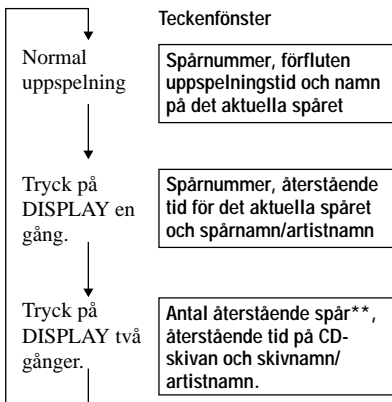 Teckenfönster
Normal
uppspelning
Spårnummer, förfluten
uppspelningstid och namn
på det aktuella spåret
Tryck på
DISPLAY en
gång.
Spårnummer, återstående
tid för det aktuella spåret
och spårnamn/artistnamn
Tryck på
DISPLAY två
gånger.
Antal återstående spår**,
återstående tid på CD-
skivan och skivnamn/
artistnamn.